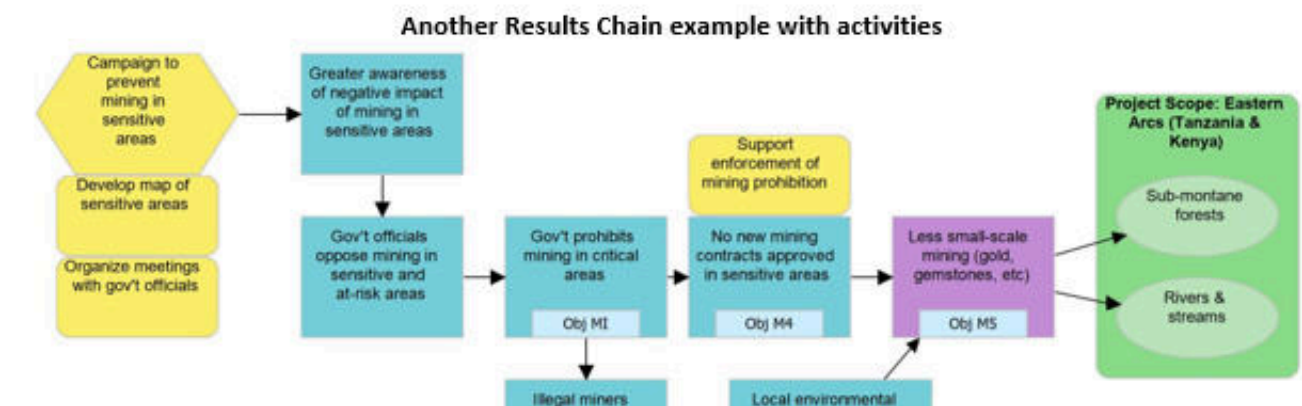 Another Results Chain example with activities
Campaign to
prevent
mining in
sensitive
areas
Develop map of
sensitive areas
Organize meetings
with gov't officials
Greater awareness
of negative impact
of mining in
sensitive areas
Gov't officials
oppose mining in
sensitive and
at-risk areas
Gov't prohibits
mining in critical
areas
Obj MI
Illegal miners
Support
enforcement of
mining prohibition
No new mining
contracts approved
in sensitive areas
Obj M4
Less small-scale
mining (gold,
gemstones, etc)
Obj M5
Local environmental
Project Scope: Eastern
Arcs (Tanzania &
Kenya)
Sub-montane
forests
Rivers &
streams